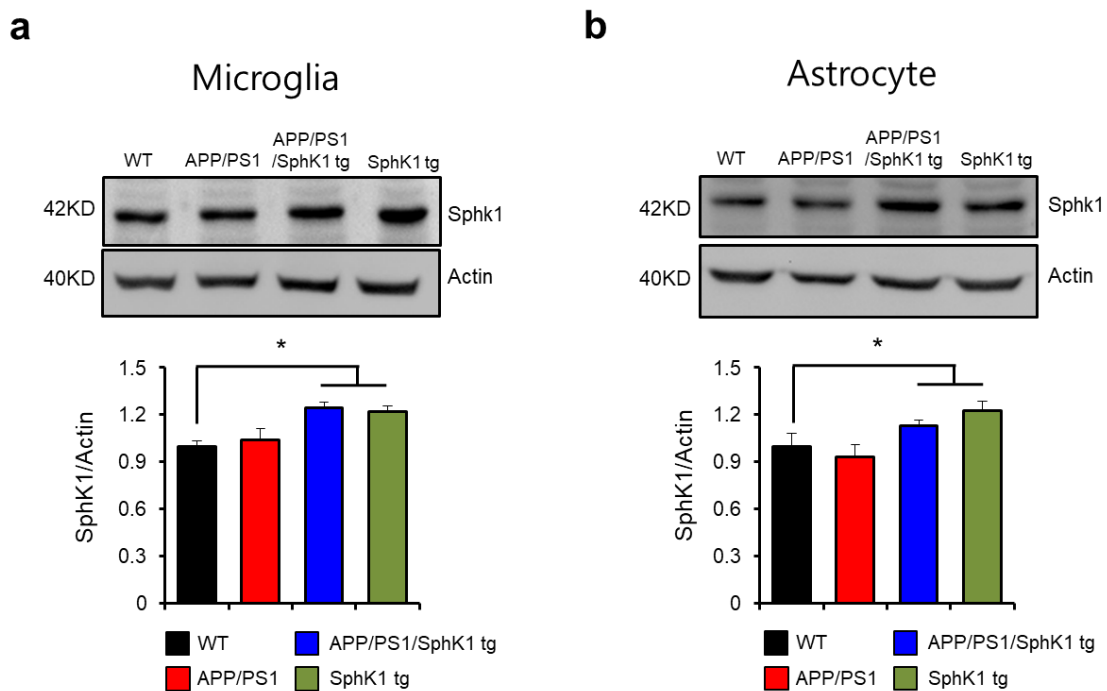 a
Microglia
WT APP/PS1 APP/PS1 /SphK1 tg SphK1 tg
42KD Sphk1
40KD Actin
*
SphK1/Actin
1.5
1.2
0.9
0.6
0.3
0
WT APP/PS1/SphK1 tg
APP/PS1 SphK1 tg
b
Astrocyte
WT APP/PS1 APP/PS1 /SphK1 tg SphK1 tg
42KD Sphk1
40KD Actin
*
SphK1/Actin
1.5
1.2
0.9
0.6
0.3
0
WT APP/PS1/SphK1 tg
APP/PS1 SphK1 tg